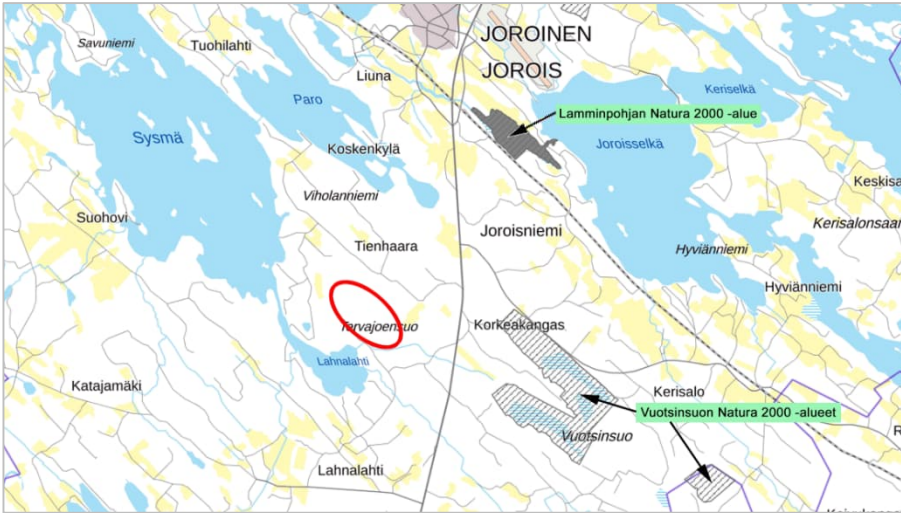 Savuniemi
Tuohilahti
JOROINEN
JOROIS
Liuna
Keriselkä
Paro
Lamminpohjan Natura 2000 -alue
Sysmä
Koskenkylä
Joroisselkä
Keskisa
Viholanniemi
Suohovi
Kerisalonsaar
Joroisniemi
Tienhaara
Hyviänniemi
Hyviänniemi
Tervajoensuo
Korkeakangas
Lahnalahti
Katajamäki
Kerisalo
Vuotsinsuon Natura 2000 -alueet
R
Vuotsinsuo
Lahnalahti